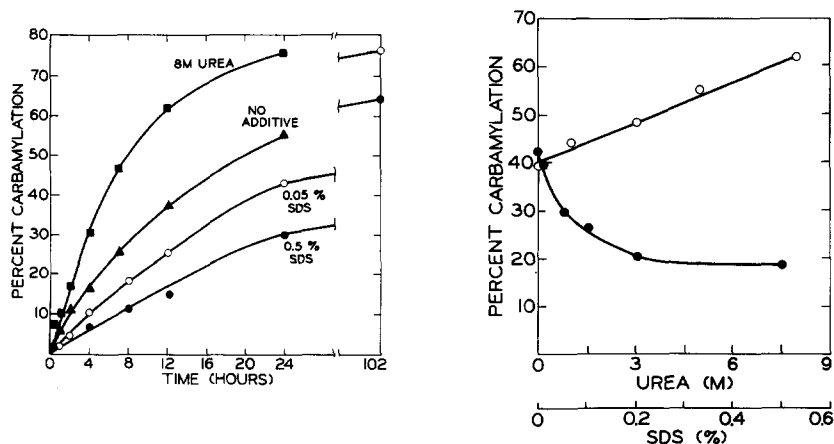 PERCENT CARBAMYLATION
80
70
60
50
40
30
20
10
8M UREA
NO
ADDITIVE
0.05 %
SDS
0.5 %
SDS
0 4 8 12 16 20 24 102
TIME (HOURS)
PERCENT CARBAMYLATION
70
60
50
40
30
20
10
0 3 6 9
UREA (M)
0 0.2 0.4 0.6
SDS (%)